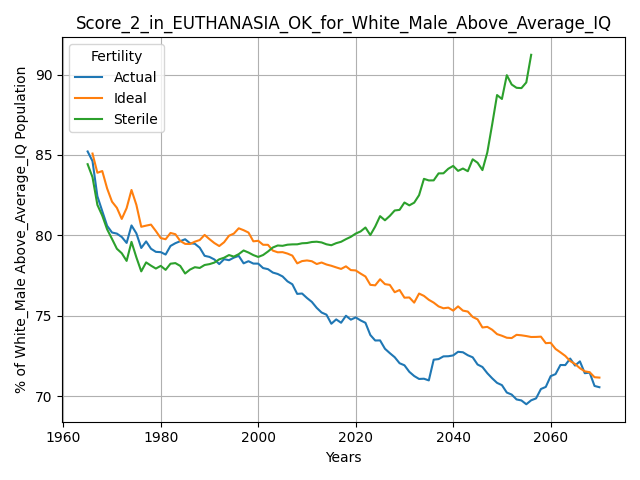 Score_2_in_EUTHANASIA_OK_for_White_Male_Above_Average_IQ
% of White_Male Above_Average_IQ Population
Fertility
Actual
Ideal
Sterile
90
85
80
75
70
1960
1980
2000
2020
2040
2060
Years